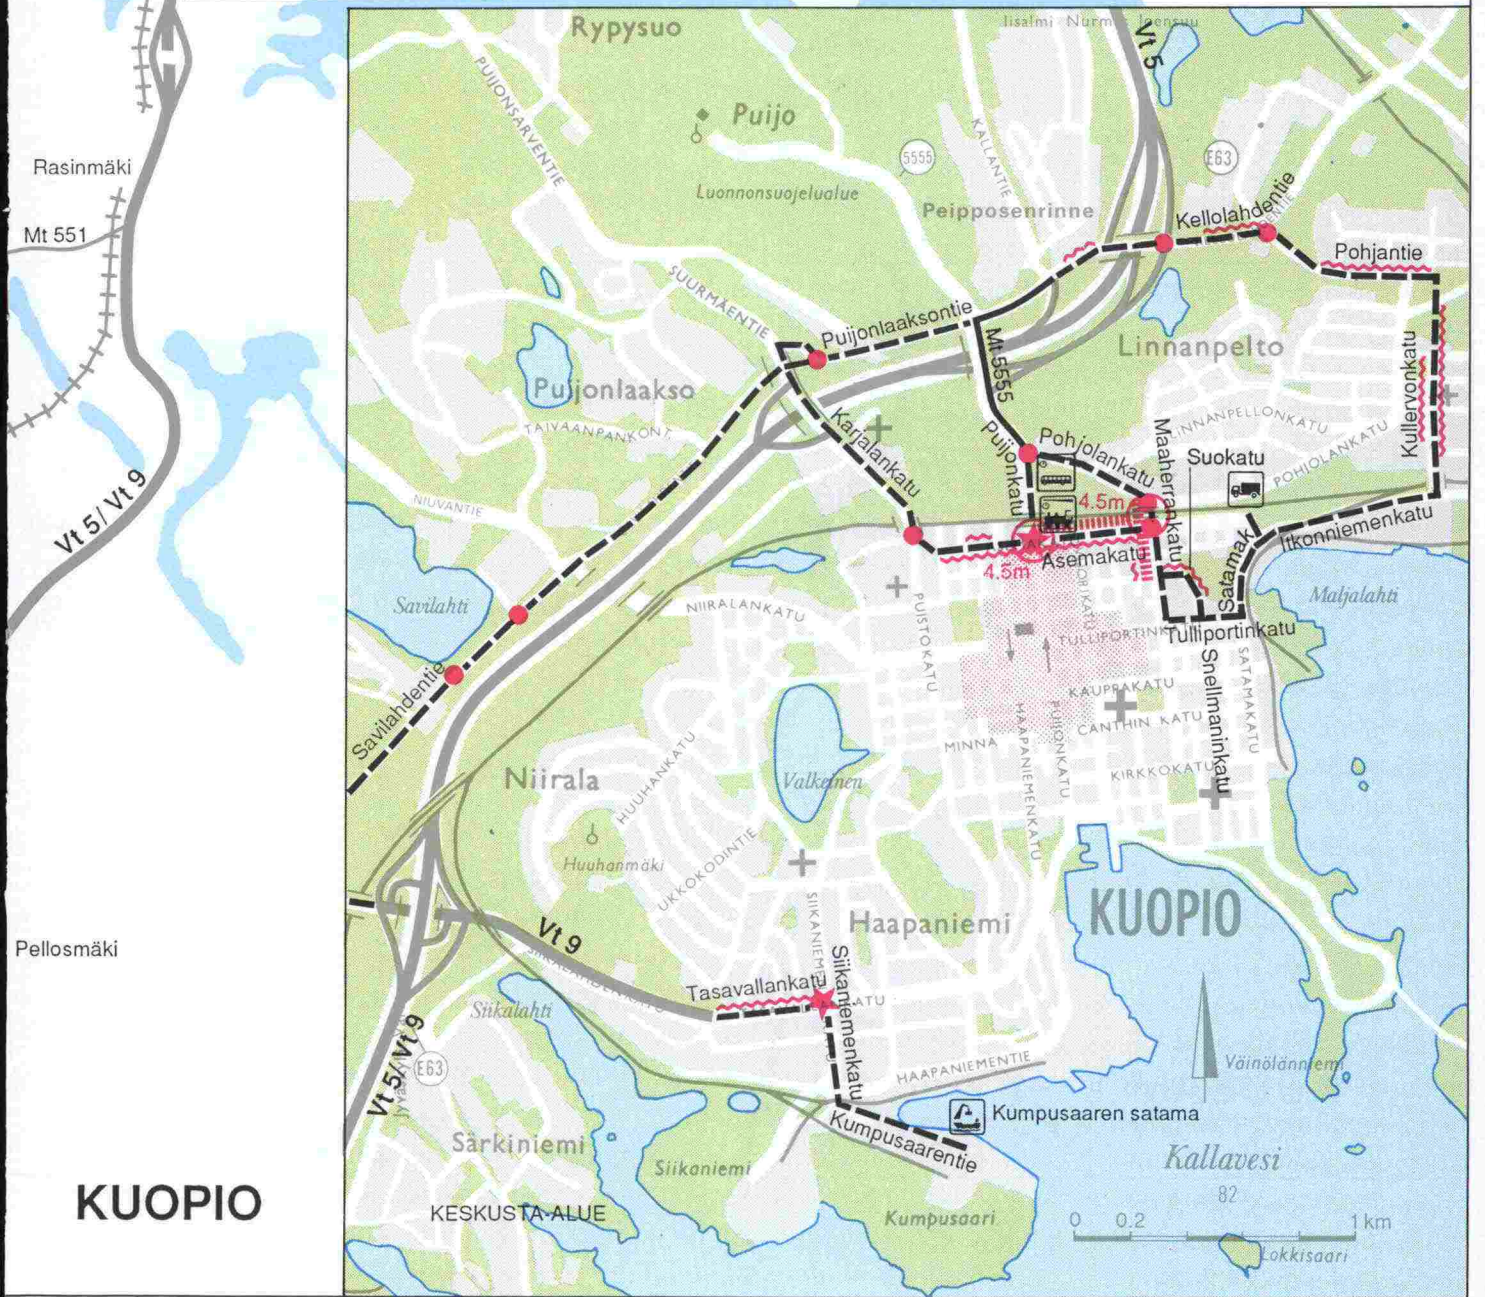 Rypysuo
Iisalmi Nurmes Joensuu
Vt 5
PUIJONSARVENTIE
Puijo
KALLANTIE
5555
E63
Rasinmäki
Luonnonsuojelualue
Peipposenrinne
Kellolahdentie
Mt 551
Pohjantie
SUURMÄENTIE
Puijonlaaksontie
Mt 5555
Linnanpelto
Kullervonkatu
Puijonlaakso
TAIVAANPANKONT.
Karjalankatu
Puijonkatu
Pohjolankatu
Maaherrankatu
LINNANPELLONKATU
POHJOLANKATU
Suokatu
NIUVANTIE
4.5m
Vt 5/ Vt 9
Itkonniemenkatu
Asemakatu
4.5m
Satamak.
Savilahti
Maljalahti
NIIRALANKATU
PUISTOKATU
TORIKATU
TULLIPORTINKATU
Tulliportinkatu
Savilahdentie
Snellmaninkatu
SATAMAKATU
KAUPPAKATU
HAAPANIEMENKATU
PUIJONKATU
MINNA
CANTHIN KATU
KIRKKOKATU
Niirala
HUUHANKATU
Valkeinen
Huuhanmäki
UKKOKODINTIE
SIIKANIEMENKATU
Haapaniemi
KUOPIO
Vt 9
Pellosmäki
Siikaniemenkatu
Tasavallankatu
Siikalahti
Vt 5/ Vt 9
E63
HAAPANIEMENTIE
Väinölänniemi
Kumpusaaren satama
Kumpusaarentie
Särkiniemi
Siikaniemi
Kallavesi
82
KUOPIO
KESKUSTA-ALUE
Kumpusaari
0 0.2 1 km
Lokkisaari